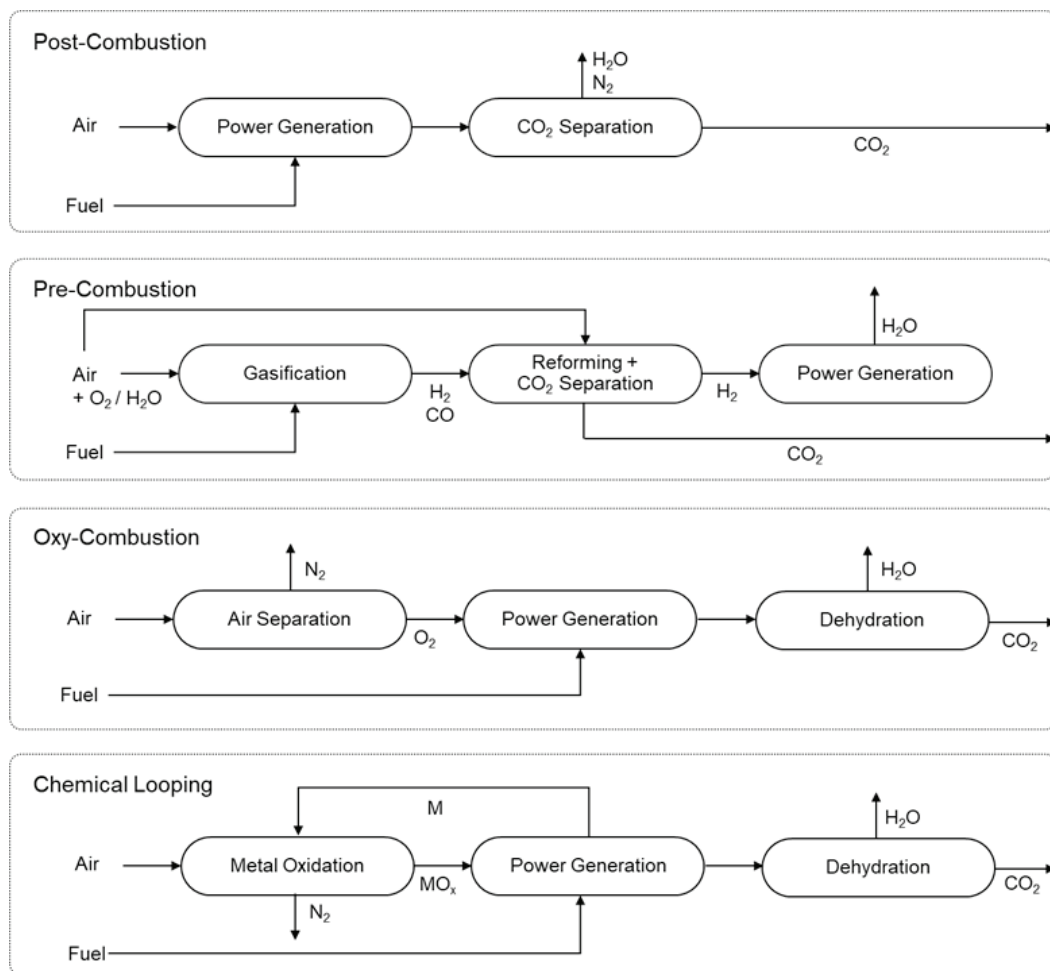 Post-Combustion
H₂O
N₂
Air
Power Generation
CO₂ Separation
CO₂
Fuel
Pre-Combustion
H₂O
Air
+ O₂ / H₂O
Gasification
H₂
CO
Reforming +
CO₂ Separation
H₂
Power Generation
Fuel
CO₂
Oxy-Combustion
N₂
H₂O
Air
Air Separation
O₂
Power Generation
Dehydration
CO₂
Fuel
Chemical Looping
M
H₂O
Air
Metal Oxidation
MOₓ
Power Generation
Dehydration
CO₂
N₂
Fuel